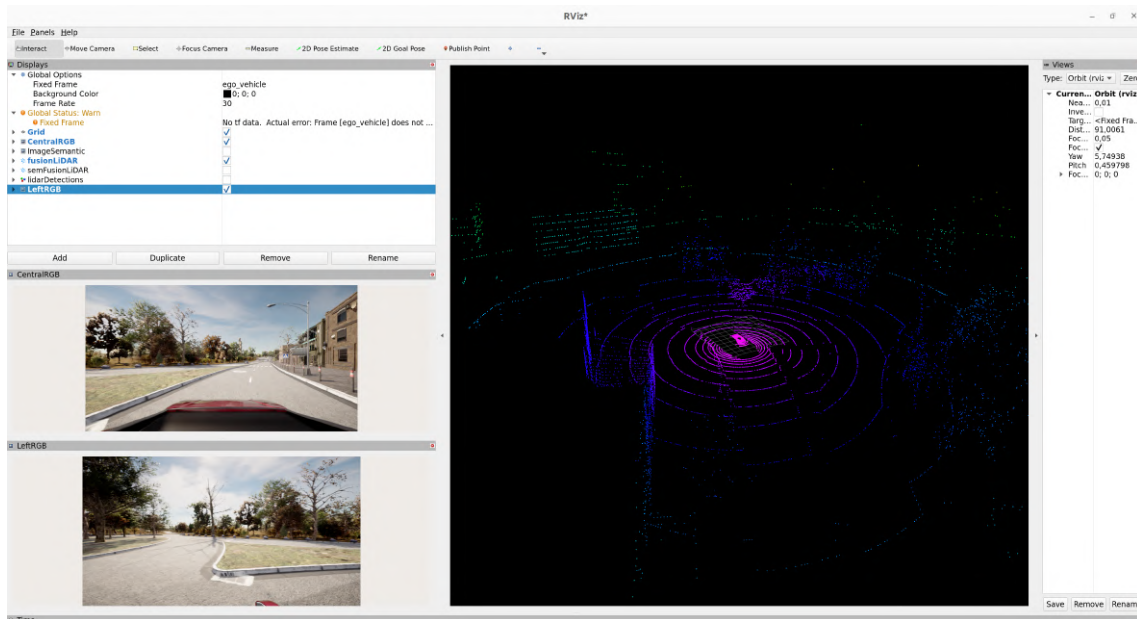 RViz*
File Panels Help
Interact Move Camera Select Focus Camera Measure 2D Pose Estimate 2D Goal Pose Publish Point
Displays
Global Options
Fixed Frame ego_vehicle
Background Color 0; 0; 0
Frame Rate 30
Global Status: Warn
Fixed Frame No tf data. Actual error: Frame [ego_vehicle] does not ...
Grid
CentralRGB
ImageSemantic
fusionLiDAR
semFusionLiDAR
lidarDetections
LeftRGB
Add Duplicate Remove Rename
CentralRGB
LeftRGB
Views
Type: Orbit (rviz Zero
Curren... Orbit (rviz
Nea... 0,01
Inve...
Targ... <Fixed Fra...
Dist... 91,0061
Foc... 0,05
Foc...
Yaw 5,74938
Pitch 0,459798
Foc... 0; 0; 0
Save Remove Renam